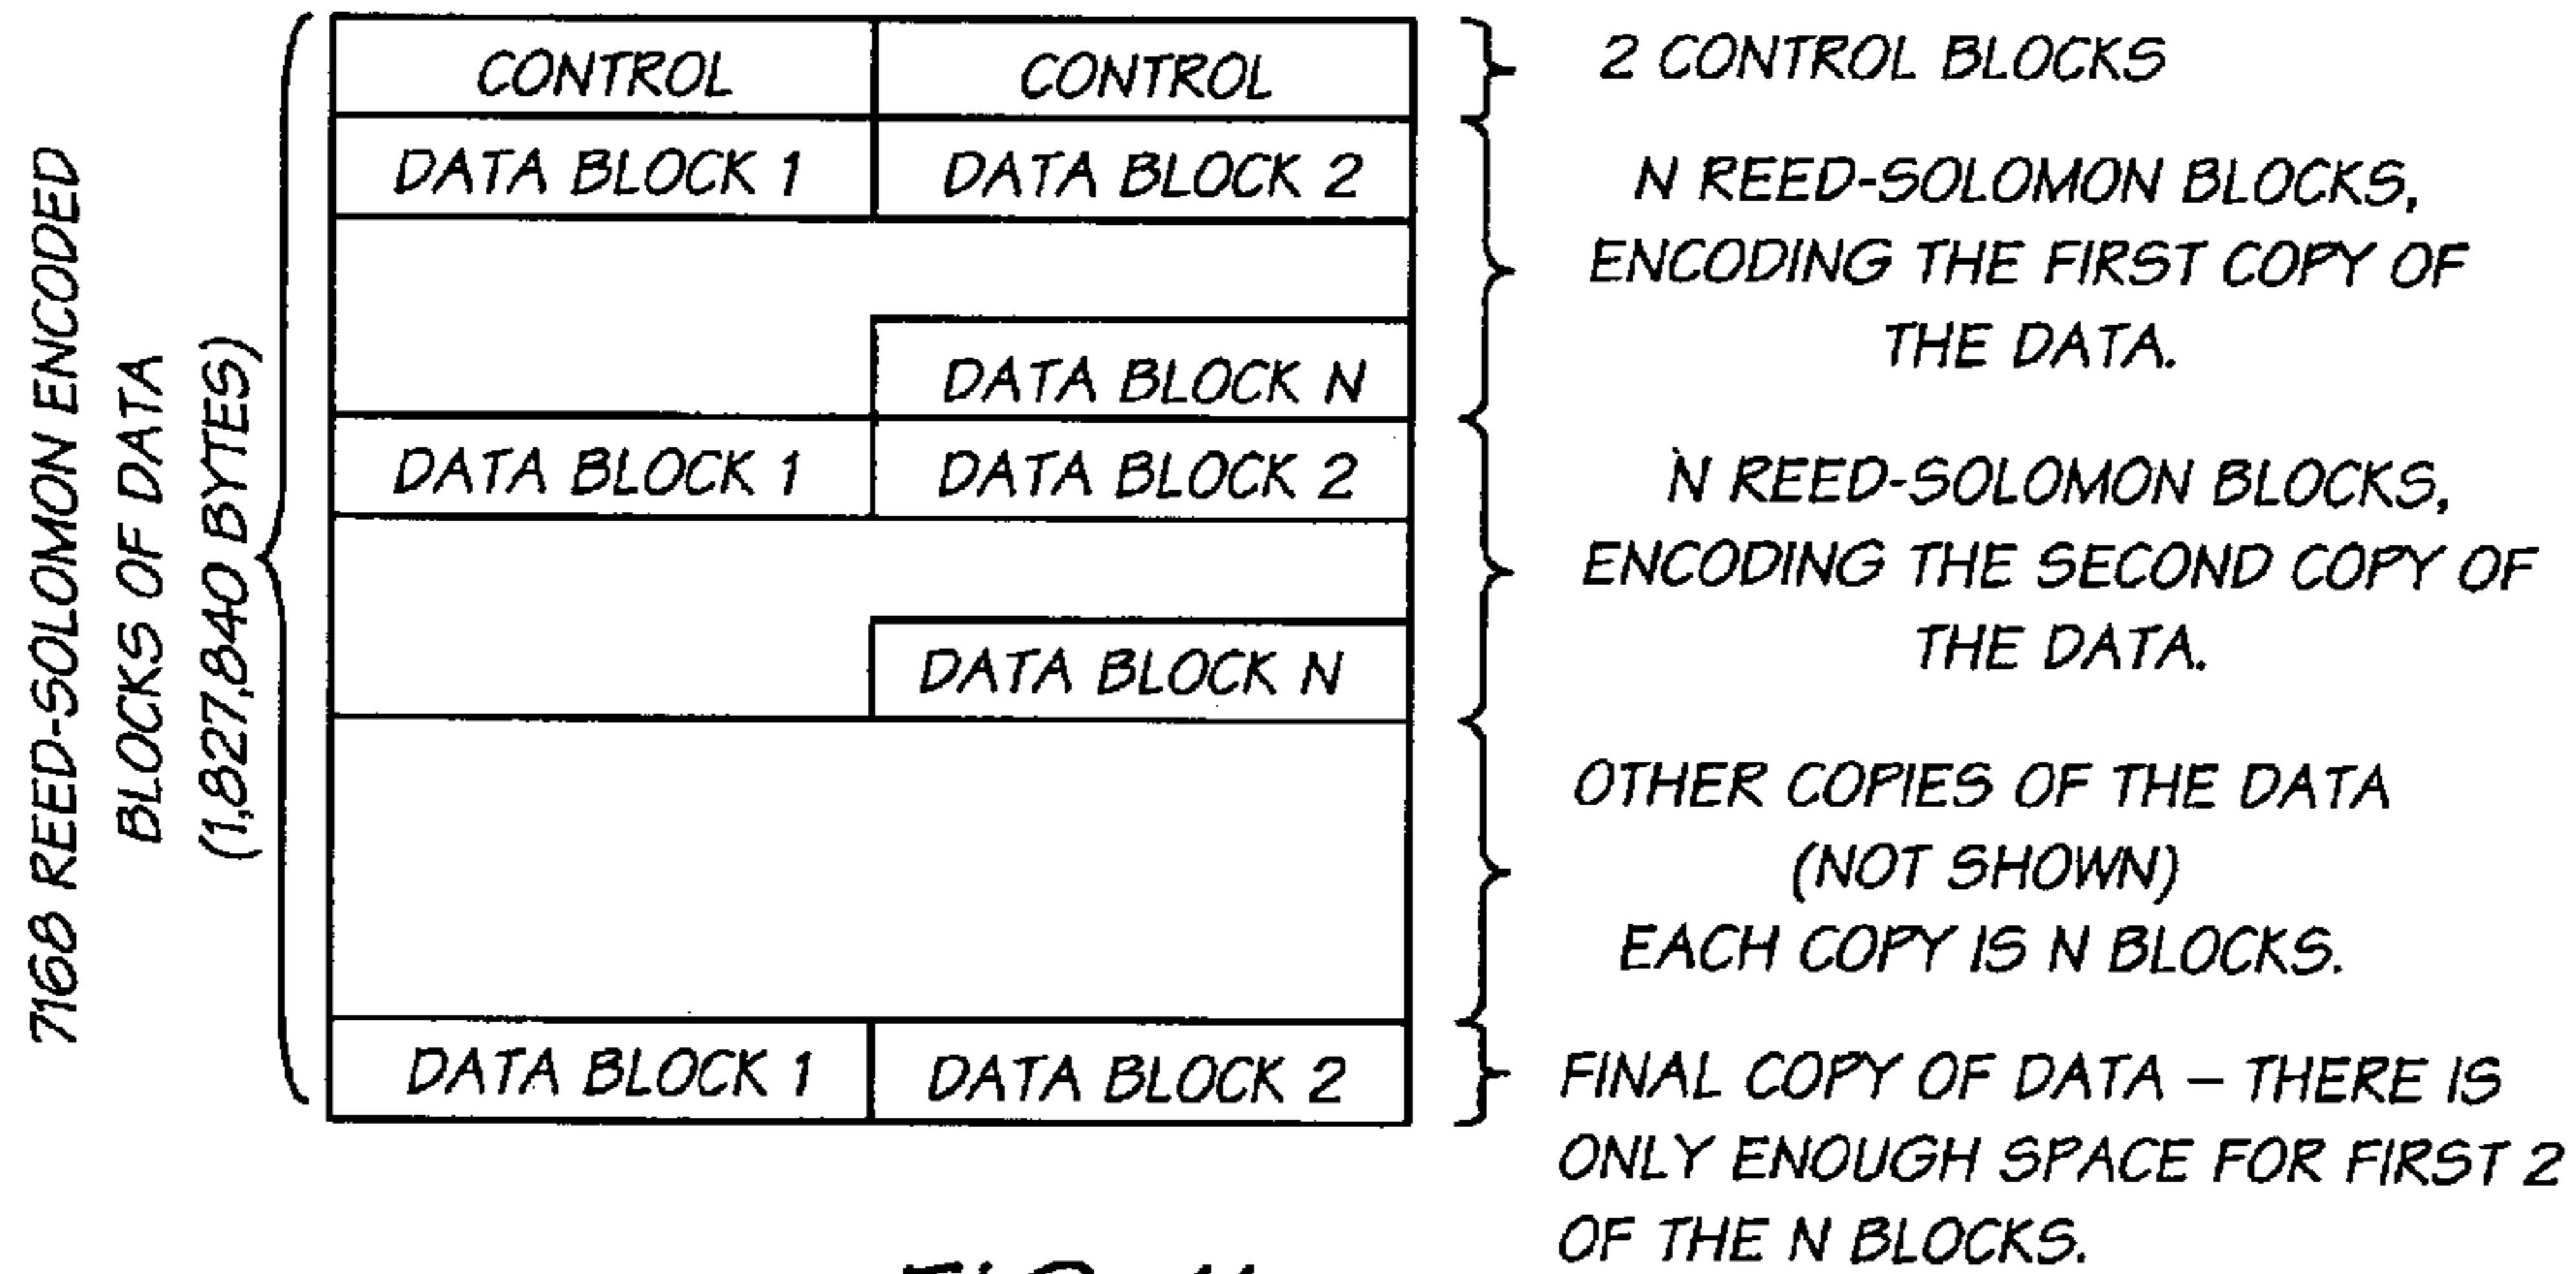 7168 REED-SOLOMON ENCODED
BLOCKS OF DATA
(1,827,840 BYTES)
CONTROL CONTROL
DATA BLOCK 1 DATA BLOCK 2
DATA BLOCK N
DATA BLOCK 1 DATA BLOCK 2
DATA BLOCK N
DATA BLOCK 1 DATA BLOCK 2
2 CONTROL BLOCKS
N REED-SOLOMON BLOCKS,
ENCODING THE FIRST COPY OF
THE DATA.
N REED-SOLOMON BLOCKS,
ENCODING THE SECOND COPY OF
THE DATA.
OTHER COPIES OF THE DATA
(NOT SHOWN)
EACH COPY IS N BLOCKS.
FINAL COPY OF DATA – THERE IS
ONLY ENOUGH SPACE FOR FIRST 2
OF THE N BLOCKS.